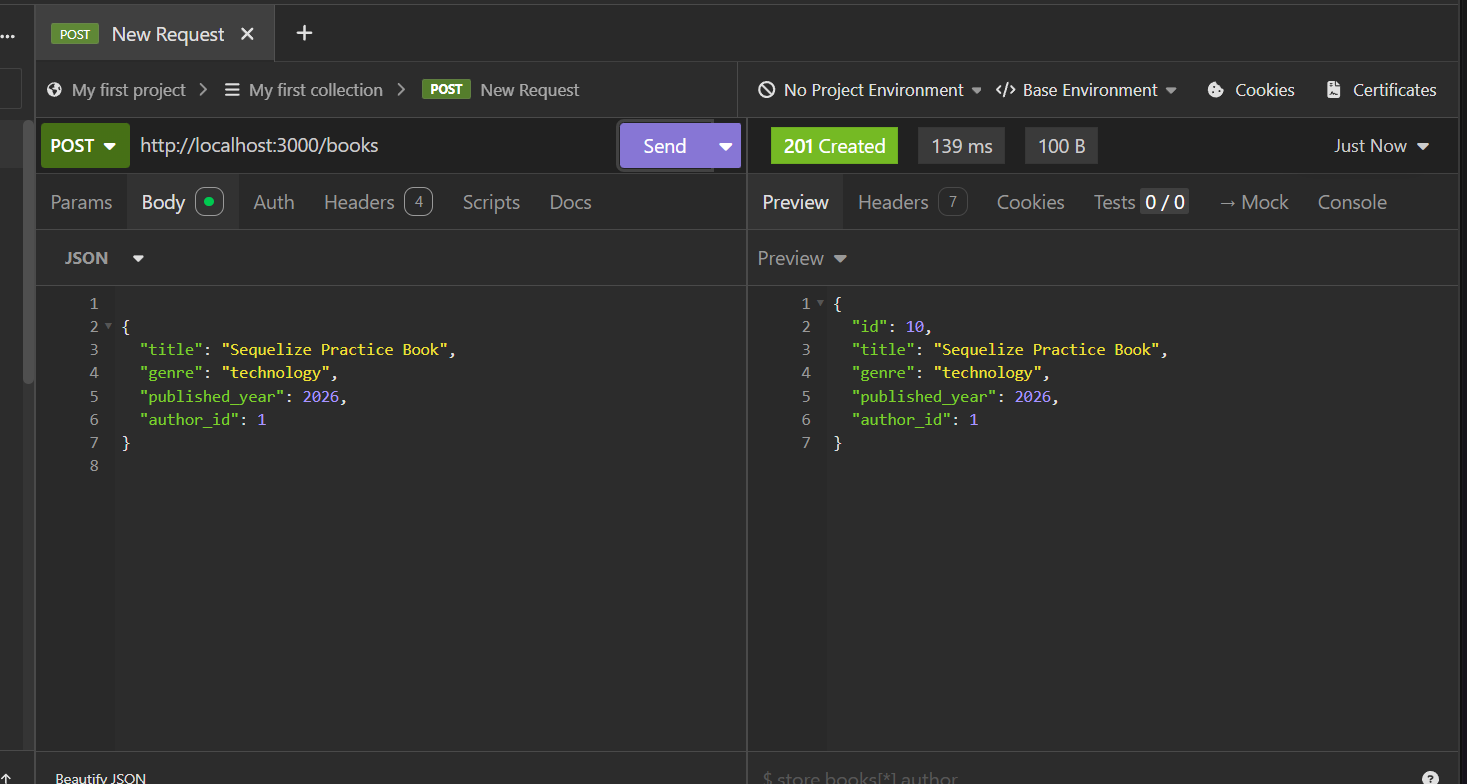 POST New Request
My first project My first collection POST New Request
No Project Environment Base Environment Cookies Certificates
POST http://localhost:3000/books Send
201 Created 139 ms 100 B Just Now
Params Body Auth Headers 4 Scripts Docs
Preview Headers 7 Cookies Tests 0 / 0 → Mock Console
JSON
Preview
1
2 {
3 "title": "Sequelize Practice Book",
4 "genre": "technology",
5 "published_year": 2026,
6 "author_id": 1
7 }
8
1 {
2 "id": 10,
3 "title": "Sequelize Practice Book",
4 "genre": "technology",
5 "published_year": 2026,
6 "author_id": 1
7 }
Beautify JSON
$.store.books[*].author